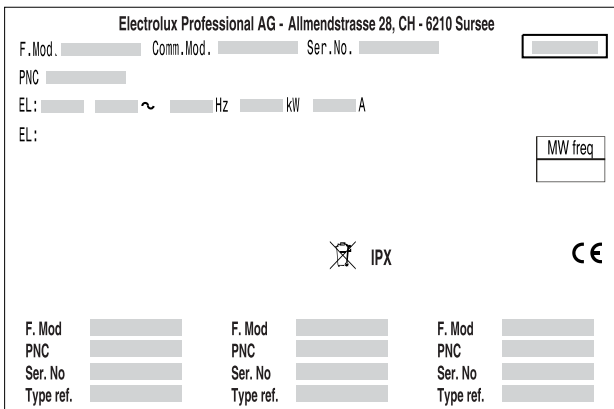 Electrolux Professional AG - Allmendstrasse 28, CH - 6210 Sursee
F.Mod. Comm.Mod. Ser.No.
PNC
EL: ~ Hz kW A
EL:
MW freq
IPX CE
F. Mod F. Mod F. Mod
PNC PNC PNC
Ser. No Ser. No Ser. No
Type ref. Type ref. Type ref.